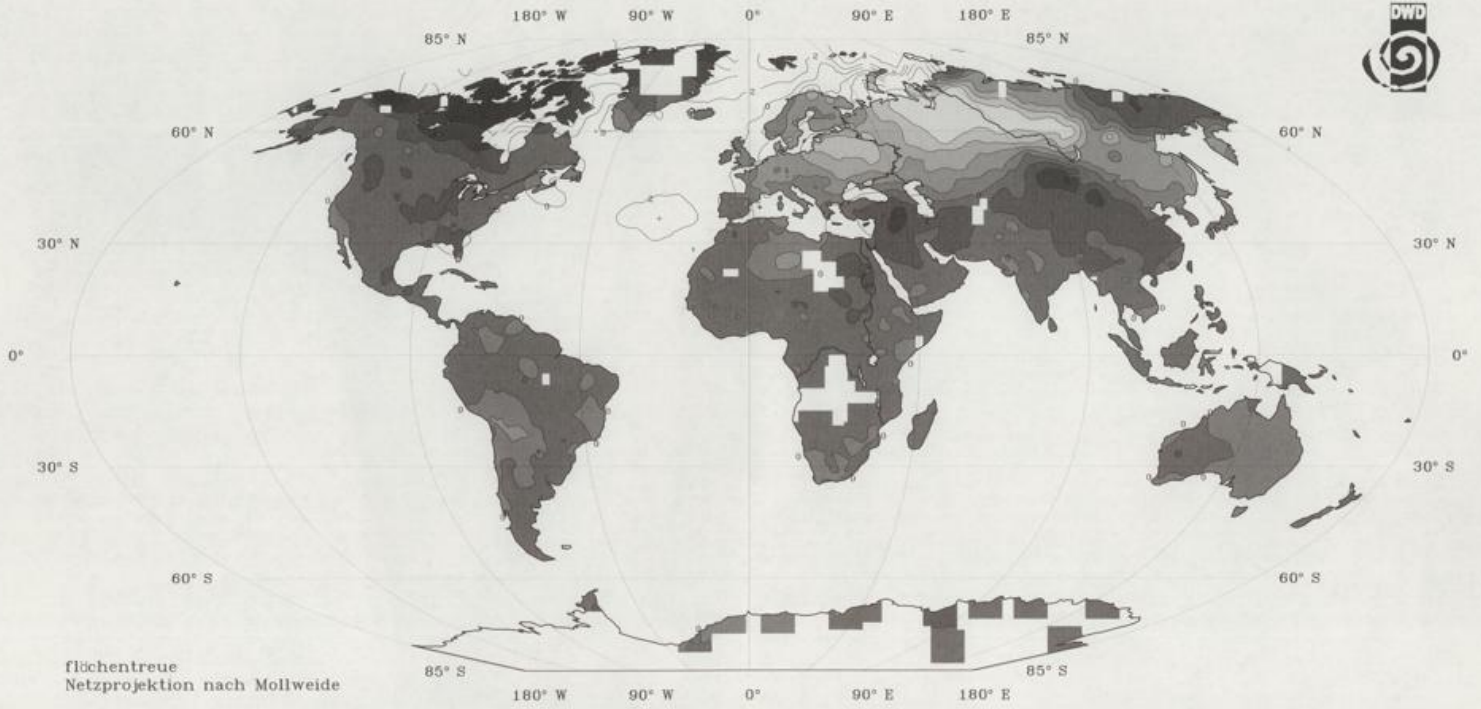 180° W 90° W 0° 90° E 180° E
DWD
85° N 85° N
60° N 60° N
30° N 30° N
0° 0°
30° S 30° S
60° S 60° S
flöchentreue
Netzprojektion nach Mollweide
85° S 85° S
180° W 90° W 0° 90° E 180° E